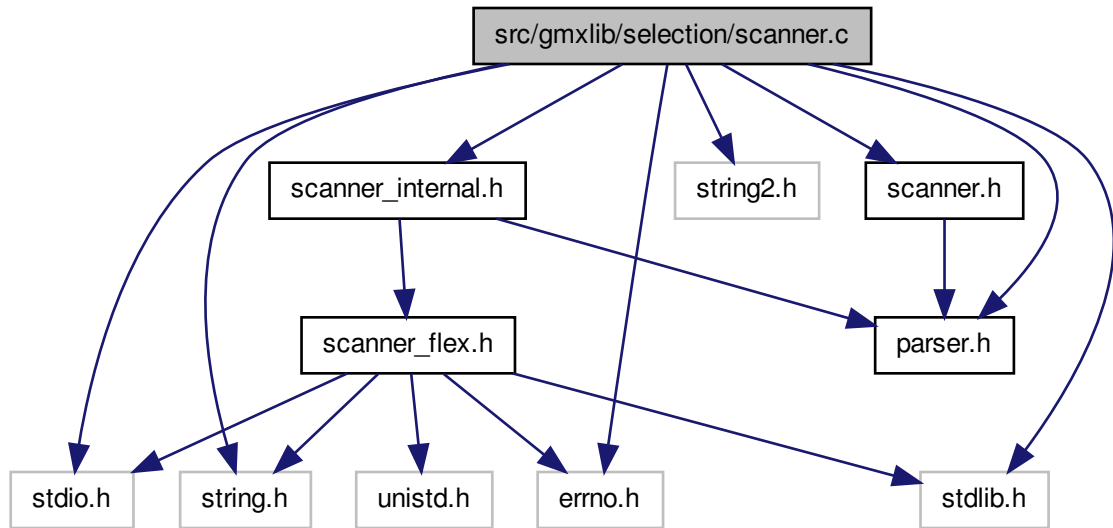 src/gmxlib/selection/scanner.c
scanner_internal.h
string2.h
scanner.h
scanner_flex.h
parser.h
stdio.h
string.h
unistd.h
errno.h
stdlib.h